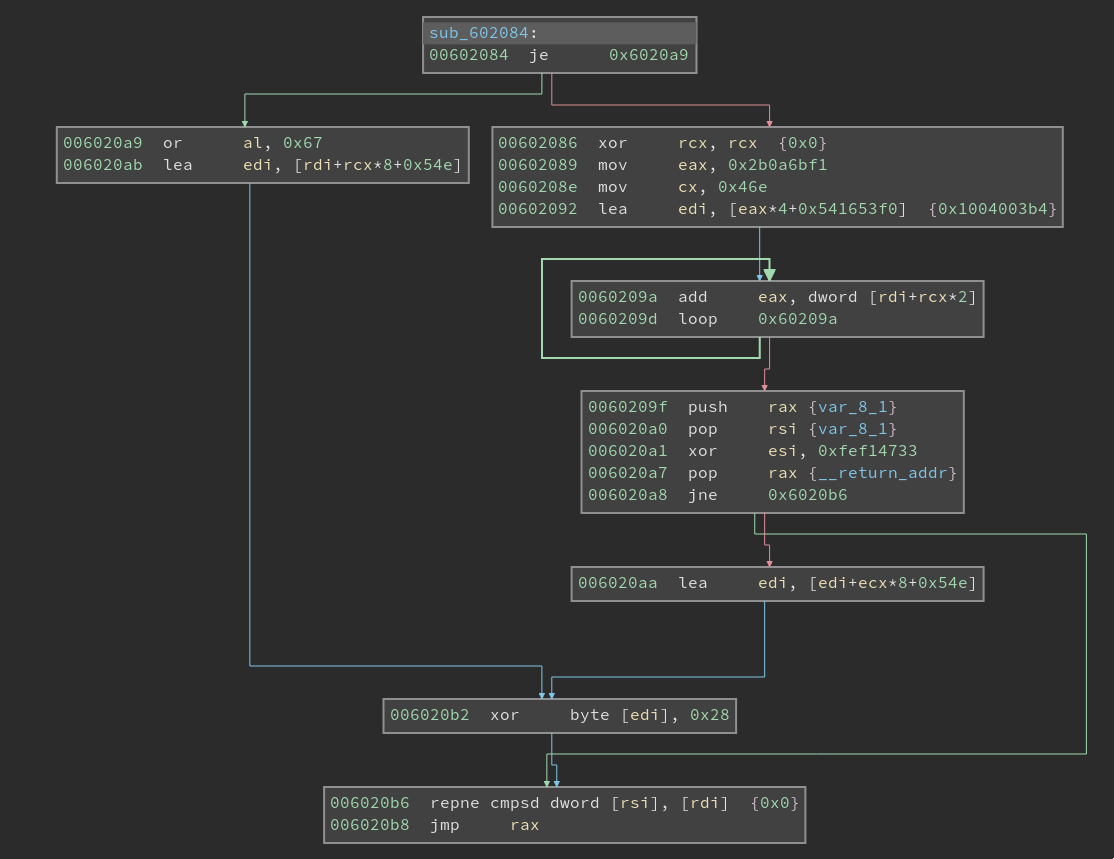 sub_602084:
00602084 je 0x6020a9
006020a9 or al, 0x67
006020ab lea edi, [rdi+rcx*8+0x54e]
00602086 xor rcx, rcx {0x0}
00602089 mov eax, 0x2b0a6bf1
0060208e mov cx, 0x46e
00602092 lea edi, [eax*4+0x541653f0] {0x1004003b4}
0060209a add eax, dword [rdi+rcx*2]
0060209d loop 0x60209a
0060209f push rax {var_8_1}
006020a0 pop rsi {var_8_1}
006020a1 xor esi, 0xfef14733
006020a7 pop rax {__return_addr}
006020a8 jne 0x6020b6
006020aa lea edi, [edi+ecx*8+0x54e]
006020b2 xor byte [edi], 0x28
006020b6 repne cmpsd dword [rsi], [rdi] {0x0}
006020b8 jmp rax